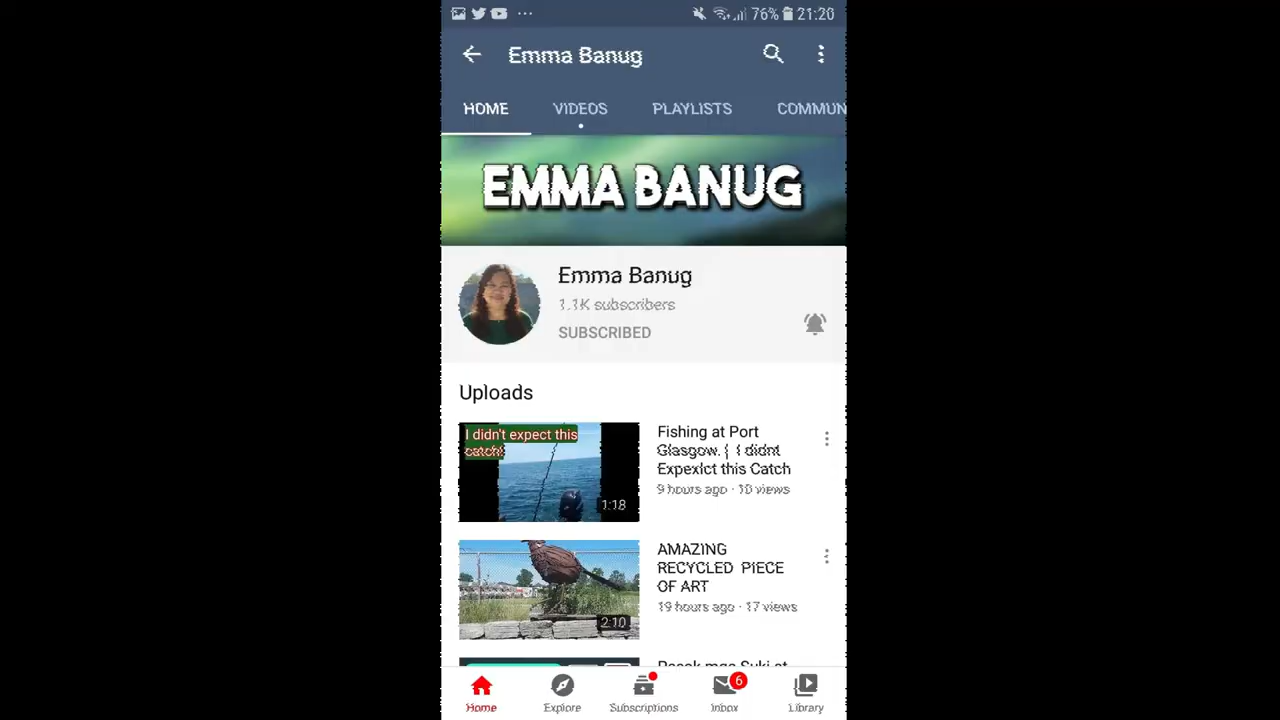 76% 21:20
Emma Banug
HOME VIDEOS PLAYLISTS COMMUN
EMMA BANUG
Emma Banug
1.1K subscribers
SUBSCRIBED
Uploads
I didn't expect this
catch!
1:18
Fishing at Port
Glasgow. { I didnt
Expexlct this Catch
9 hours ago · 10 views
2:10
AMAZING
RECYCLED PIECE
OF ART
19 hours ago · 17 views
6
Home Explore Subscriptions Inbox Library